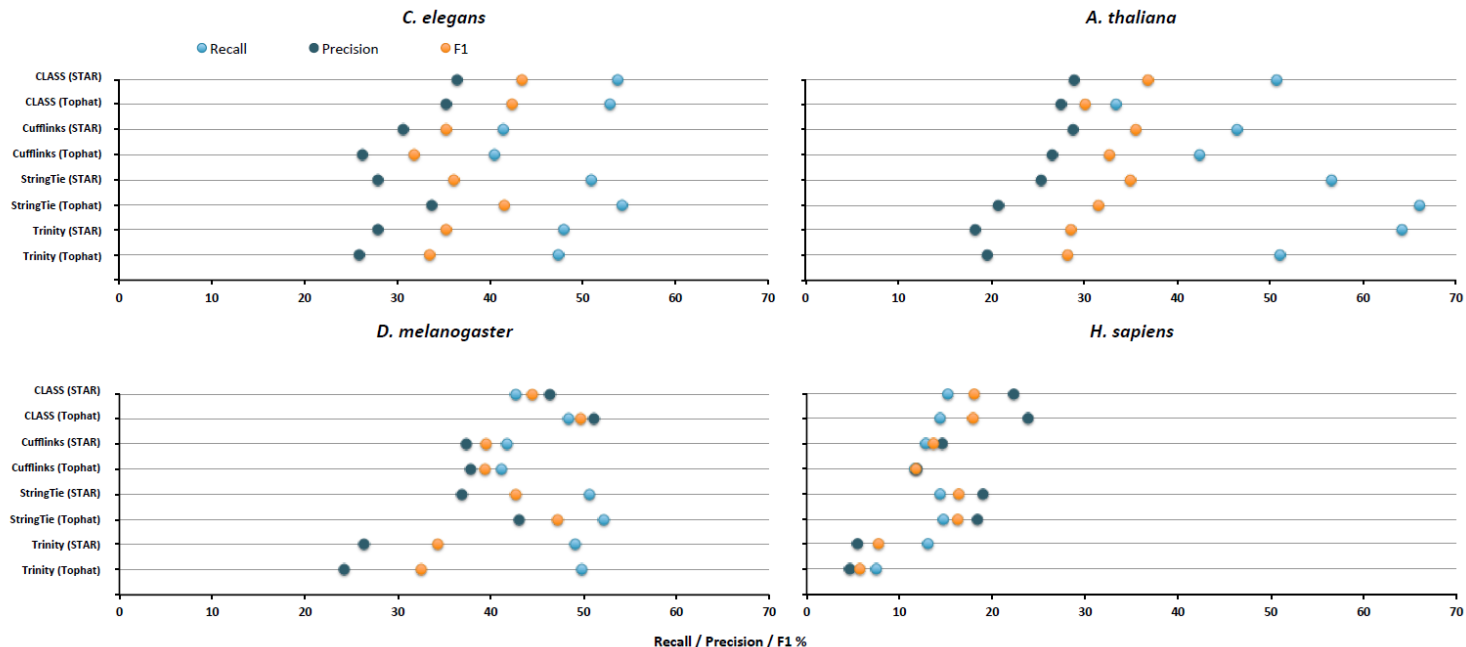 C. elegans
A. thaliana
Recall Precision F1
CLASS (STAR)
CLASS (Tophat)
Cufflinks (STAR)
Cufflinks (Tophat)
StringTie (STAR)
StringTie (Tophat)
Trinity (STAR)
Trinity (Tophat)
0 10 20 30 40 50 60 70
0 10 20 30 40 50 60 70
D. melanogaster
H. sapiens
CLASS (STAR)
CLASS (Tophat)
Cufflinks (STAR)
Cufflinks (Tophat)
StringTie (STAR)
StringTie (Tophat)
Trinity (STAR)
Trinity (Tophat)
0 10 20 30 40 50 60 70
0 10 20 30 40 50 60 70
Recall / Precision / F1 %